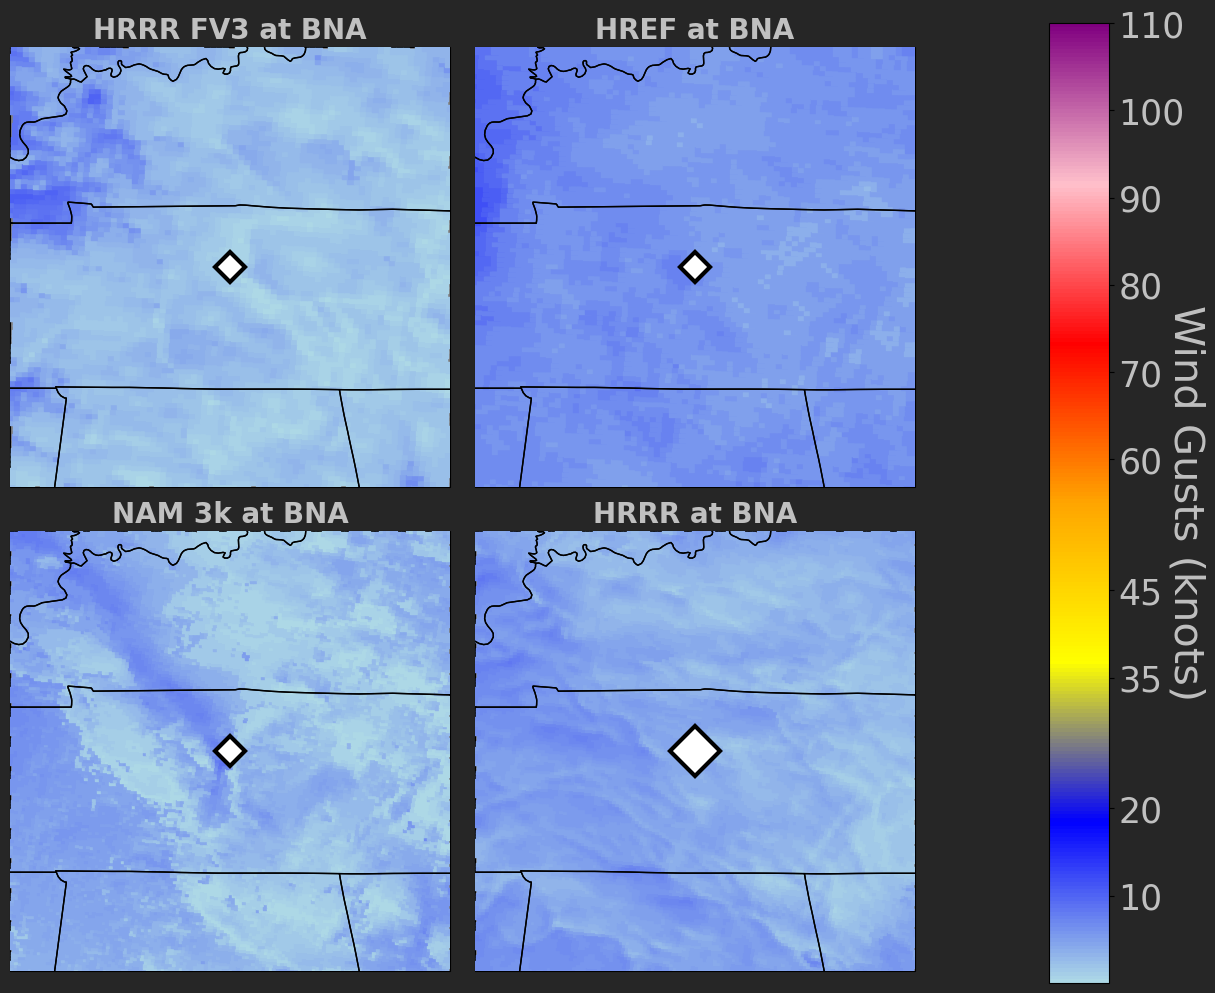 HRRR FV3 at BNA
HREF at BNA
NAM 3k at BNA
HRRR at BNA
110
100
90
80
70
60
45
35
20
10
Wind Gusts (knots)